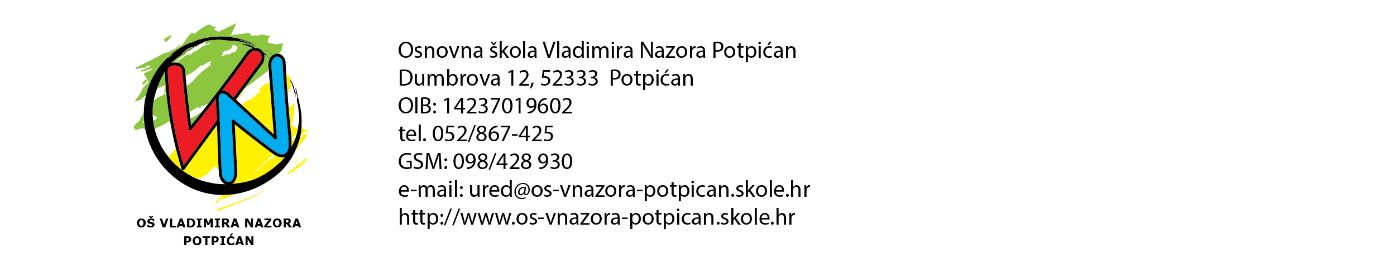 VN
OŠ VLADIMIRA NAZORA
POTPIĆAN
Osnovna škola Vladimira Nazora Potpićan
Dumbrova 12, 52333  Potpićan
OIB: 14237019602
tel. 052/867-425
GSM: 098/428 930
e-mail: ured@os-vnazora-potpican.skole.hr
http://www.os-vnazora-potpican.skole.hr